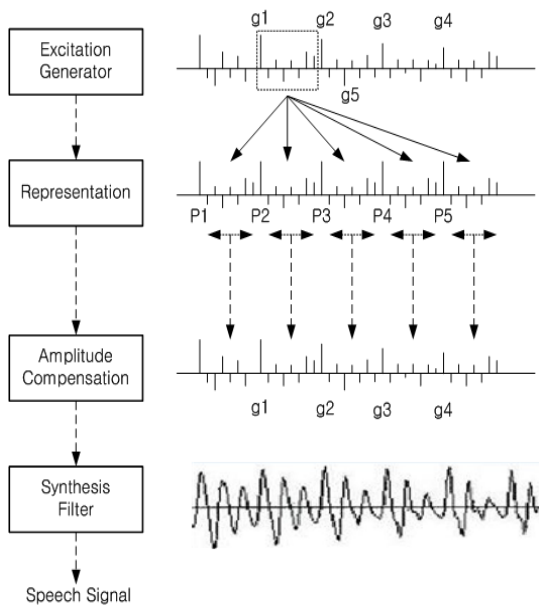 g1 g2 g3 g4
Excitation
Generator
g5
Representation
P1 P2 P3 P4 P5
Amplitude
Compensation
g1 g2 g3 g4
Synthesis
Filter
Speech Signal